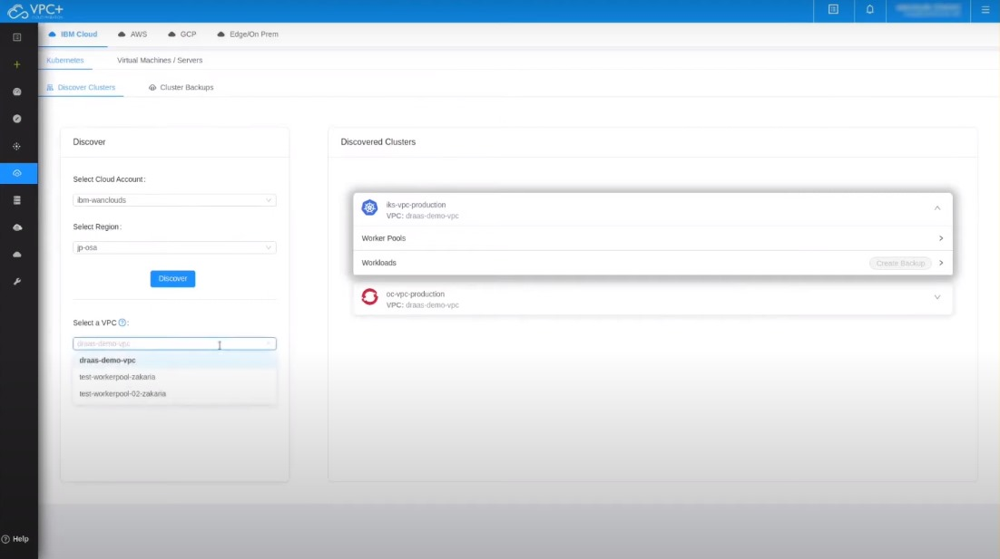 VPC+
IBM Cloud
AWS
GCP
Edge/On Prem
Kubernetes
Virtual Machines / Servers
Discover Clusters
Cluster Backups
Discover
Select Cloud Account:
ibm-wanclouds
Select Region:
jp-osa
Discover
Select a VPC ? :
draas-demo-vpc
draas-demo-vpc
test-workerpool-zakaria
test-workerpool-02-zakaria
Discovered Clusters
iks-vpc-production
VPC: draas-demo-vpc
Worker Pools
Workloads
Create Backup
oc-vpc-production
VPC: draas-demo-vpc
? Help